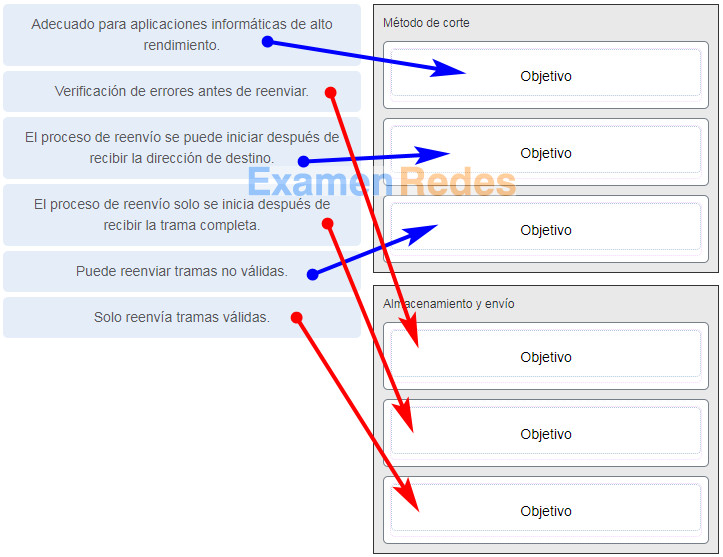 Adecuado para aplicaciones informáticas de alto
rendimiento.
Verificación de errores antes de reenviar.
El proceso de reenvío se puede iniciar después de
recibir la dirección de destino.
El proceso de reenvío solo se inicia después de
recibir la trama completa.
Puede reenviar tramas no válidas.
Solo reenvía tramas válidas.
Método de corte
Objetivo
Objetivo
Objetivo
Almacenamiento y envío
Objetivo
Objetivo
Objetivo
ExamenRedes